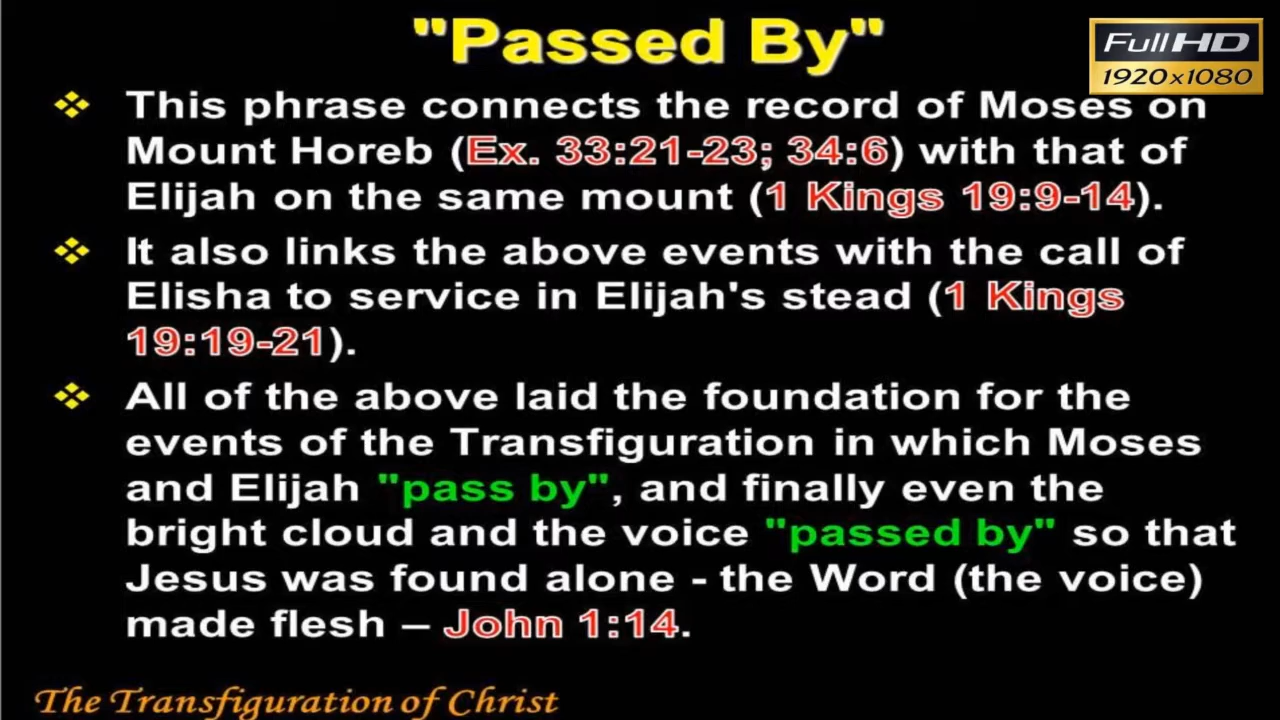 "Passed By"
Full HD
1920x1080
This phrase connects the record of Moses on
Mount Horeb (Ex. 33:21-23; 34:6) with that of
Elijah on the same mount (1 Kings 19:9-14).
It also links the above events with the call of
Elisha to service in Elijah's stead (1 Kings
19:19-21).
All of the above laid the foundation for the
events of the Transfiguration in which Moses
and Elijah "pass by", and finally even the
bright cloud and the voice "passed by" so that
Jesus was found alone - the Word (the voice)
made flesh – John 1:14.
The Transfiguration of Christ